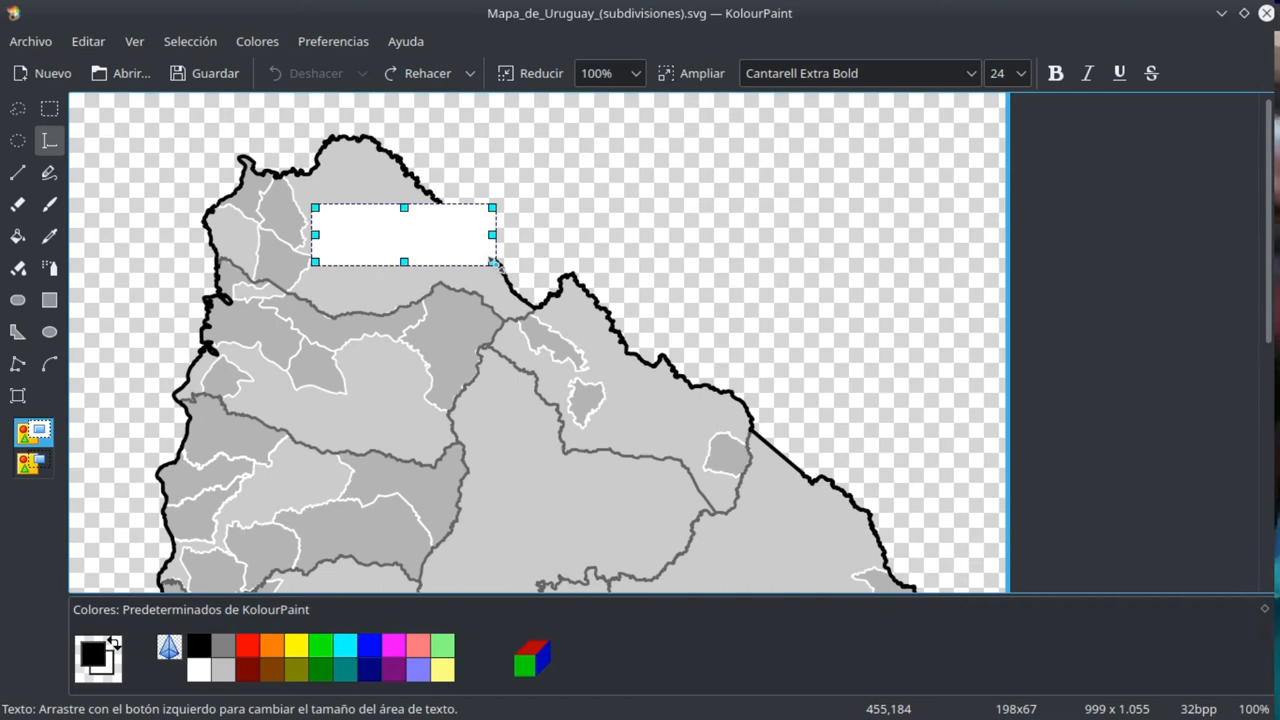 Mapa_de_Uruguay_(subdivisiones).svg — KolourPaint
Archivo Editar Ver Selección Colores Preferencias Ayuda
Nuevo Abrir... Guardar Deshacer Rehacer Reducir 100% Ampliar Cantarell Extra Bold 24 B I U S
Colores: Predeterminados de KolourPaint
Texto: Arrastre con el botón izquierdo para cambiar el tamaño del área de texto. 455,184 198x67 999 x 1.055 32bpp 100%